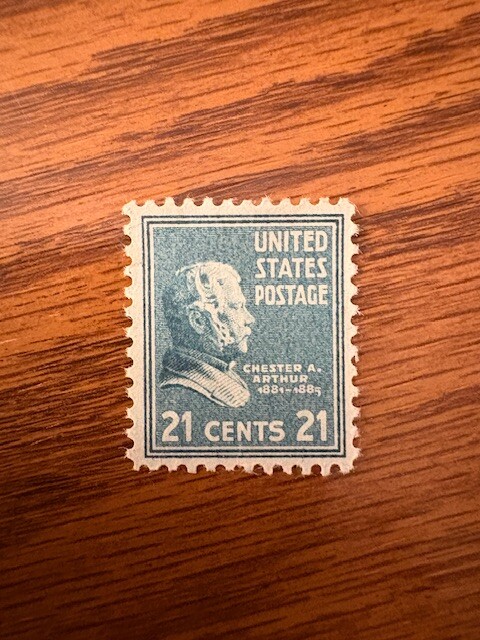 UNITED
STATES
POSTAGE
CHESTER A.
ARTHUR
1881-1885
21 CENTS 21